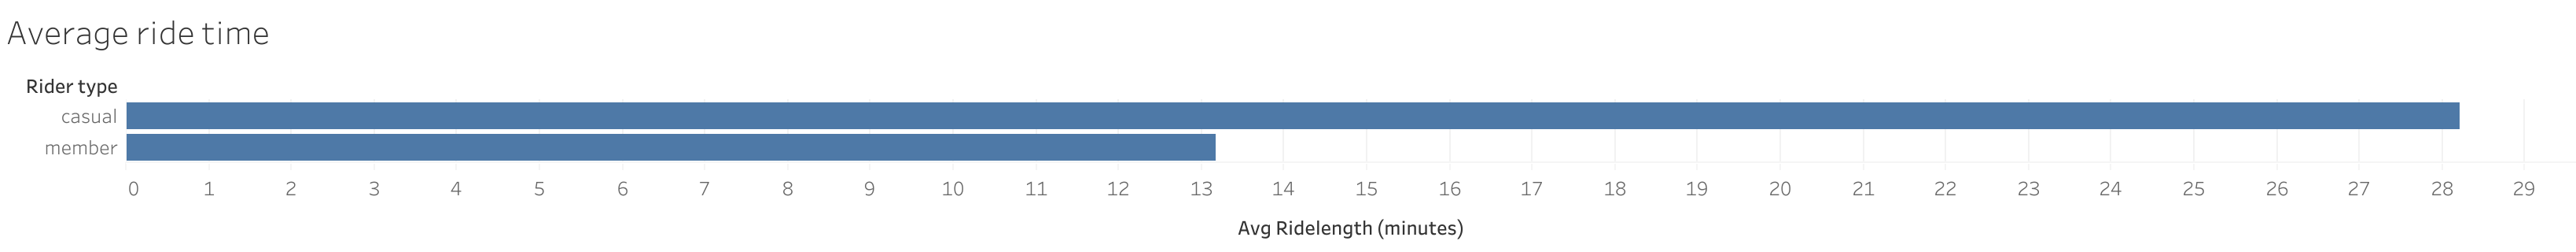 Average ride time
Rider type
casual
member
0 1 2 3 4 5 6 7 8 9 10 11 12 13 14 15 16 17 18 19 20 21 22 23 24 25 26 27 28 29
Avg Ridelength (minutes)